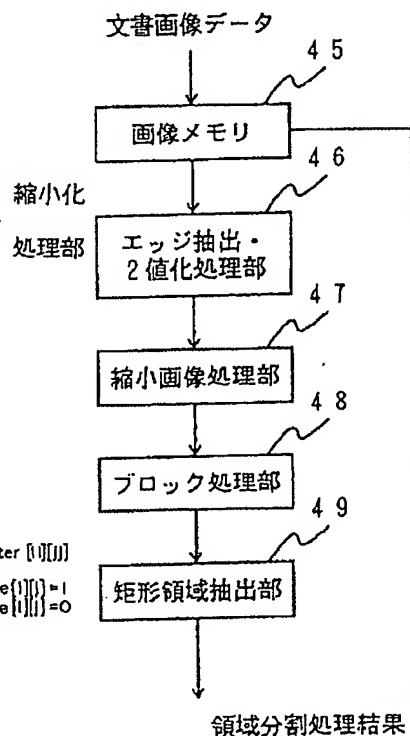 文書画像データ
45
画像メモリ
46
縮小化
処理部
エッジ抽出・
2値化処理部
47
縮小画像処理部
48
ブロック処理部
49
ter [i][j]
e[i][j]=1
e[i][j]=0
矩形領域抽出部
領域分割処理結果